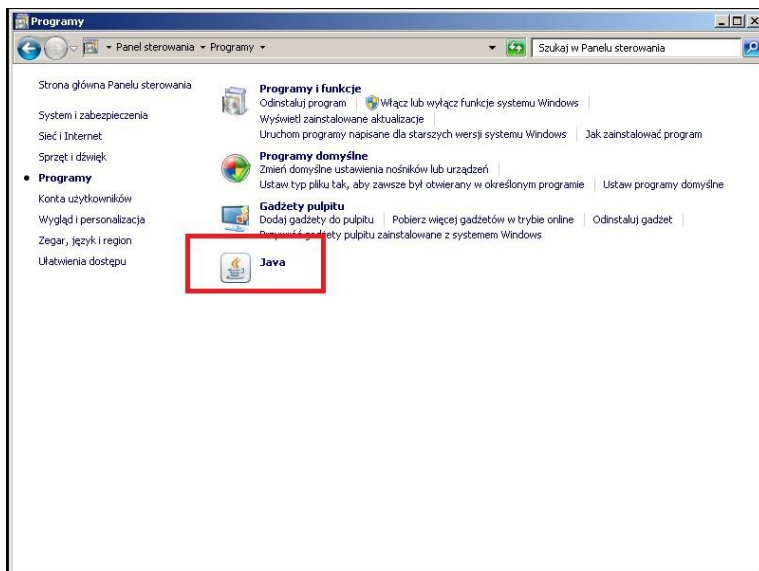 Programy
Panel sterowania Programy
Szukaj w Panelu sterowania
Strona główna Panelu sterowania
System i zabezpieczenia
Sieć i Internet
Sprzęt i dźwięk
Programy
Konta użytkowników
Wygląd i personalizacja
Zegar, język i region
Ułatwienia dostępu
Programy i funkcje
Odinstaluj program Włącz lub wyłącz funkcje systemu Windows
Wyświetl zainstalowane aktualizacje
Uruchom programy napisane dla starszych wersji systemu Windows Jak zainstalować program
Programy domyślne
Zmień domyślne ustawienia nośników lub urządzeń
Ustaw typ pliku tak, aby zawsze był otwierany w określonym programie Ustaw programy domyślne
Gadżety pulpitu
Dodaj gadżety do pulpitu Pobierz więcej gadżetów w trybie online Odinstaluj gadżet
Przywróć gadżety pulpitu zainstalowane z systemem Windows
Java